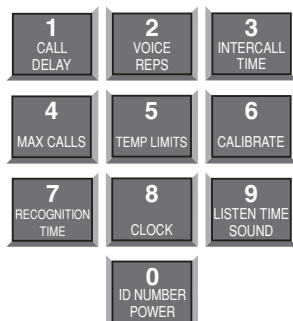 1 2 3
CALL VOICE INTERCALL
DELAY REPS TIME
4 5 6
MAX CALLS TEMP LIMITS CALIBRATE
7 8 9
RECOGNITION LISTEN TIME
TIME CLOCK SOUND
0
ID NUMBER
POWER